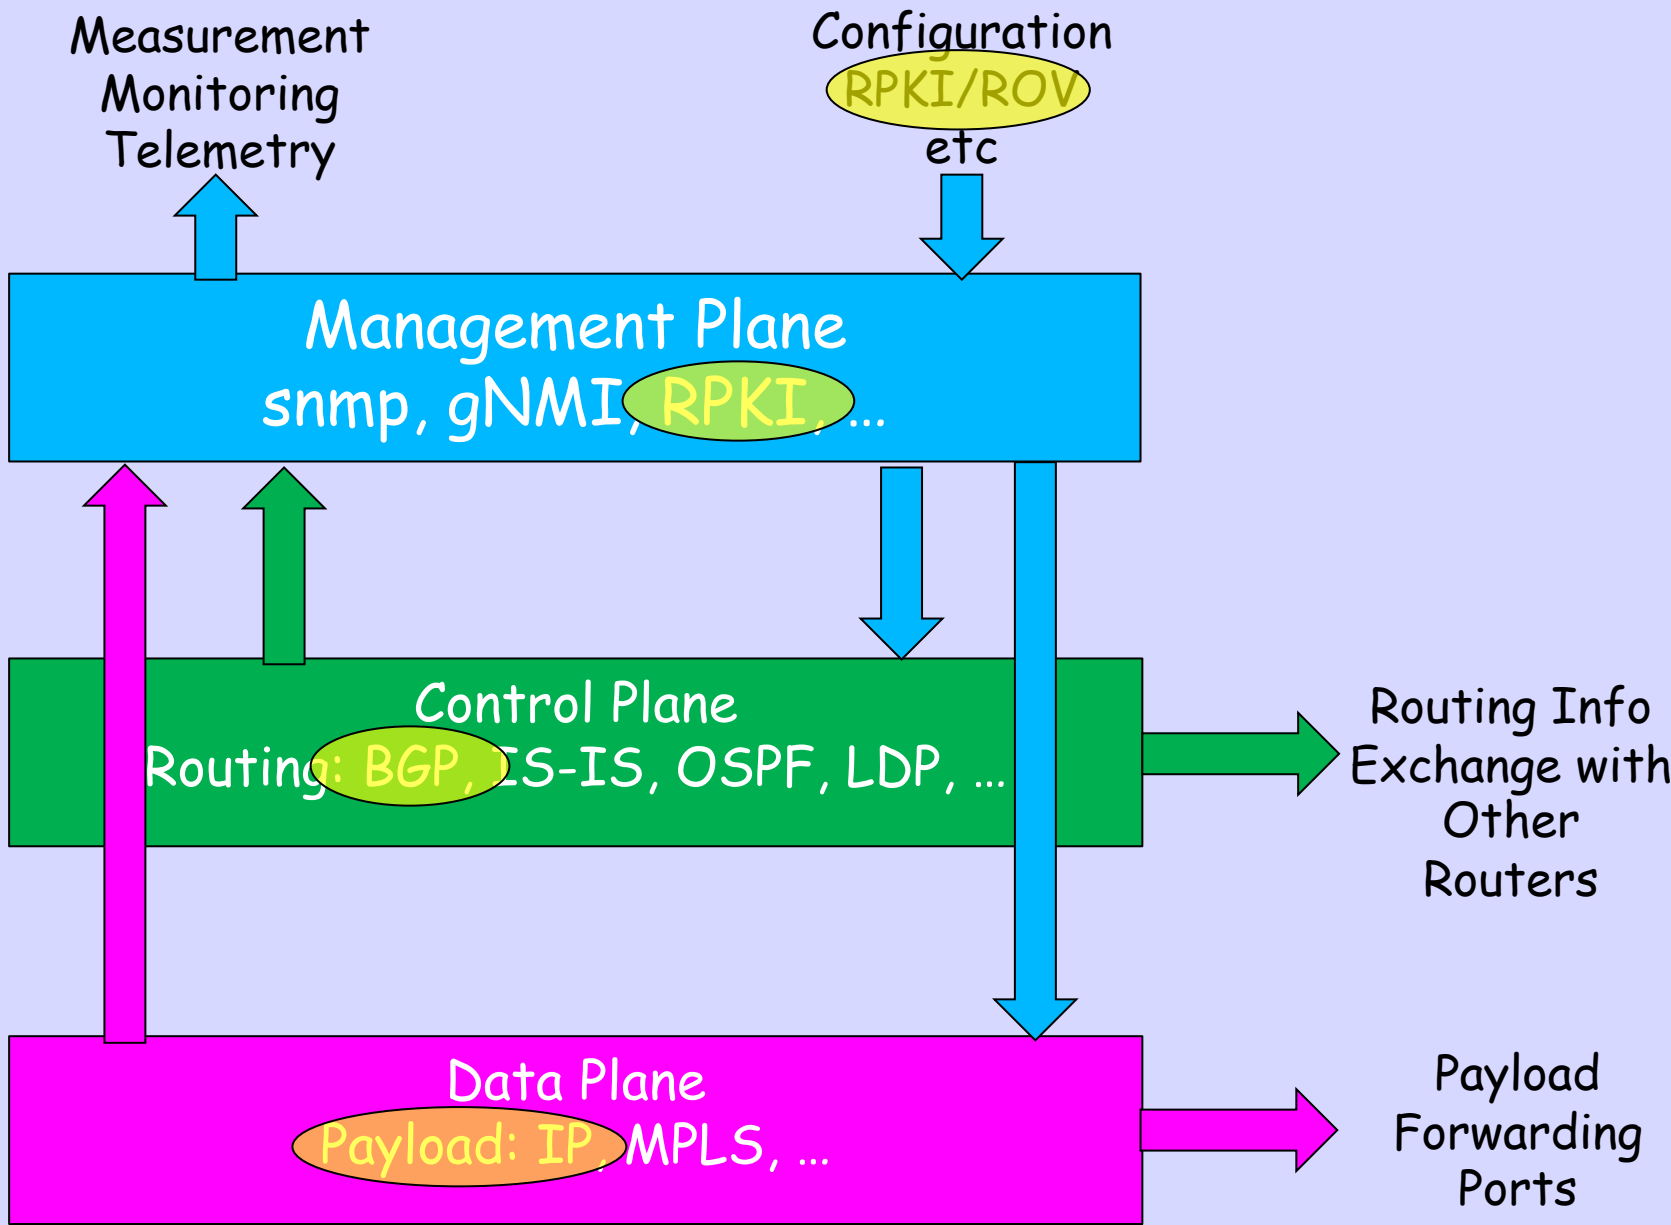 Measurement
Monitoring
Telemetry
Configuration
RPKI/ROV
etc
Management Plane
snmp, gNMI, RPKI, ...
Control Plane
Routing: BGP, IS-IS, OSPF, LDP, ...
Routing Info
Exchange with
Other
Routers
Data Plane
Payload: IP, MPLS, ...
Payload
Forwarding
Ports